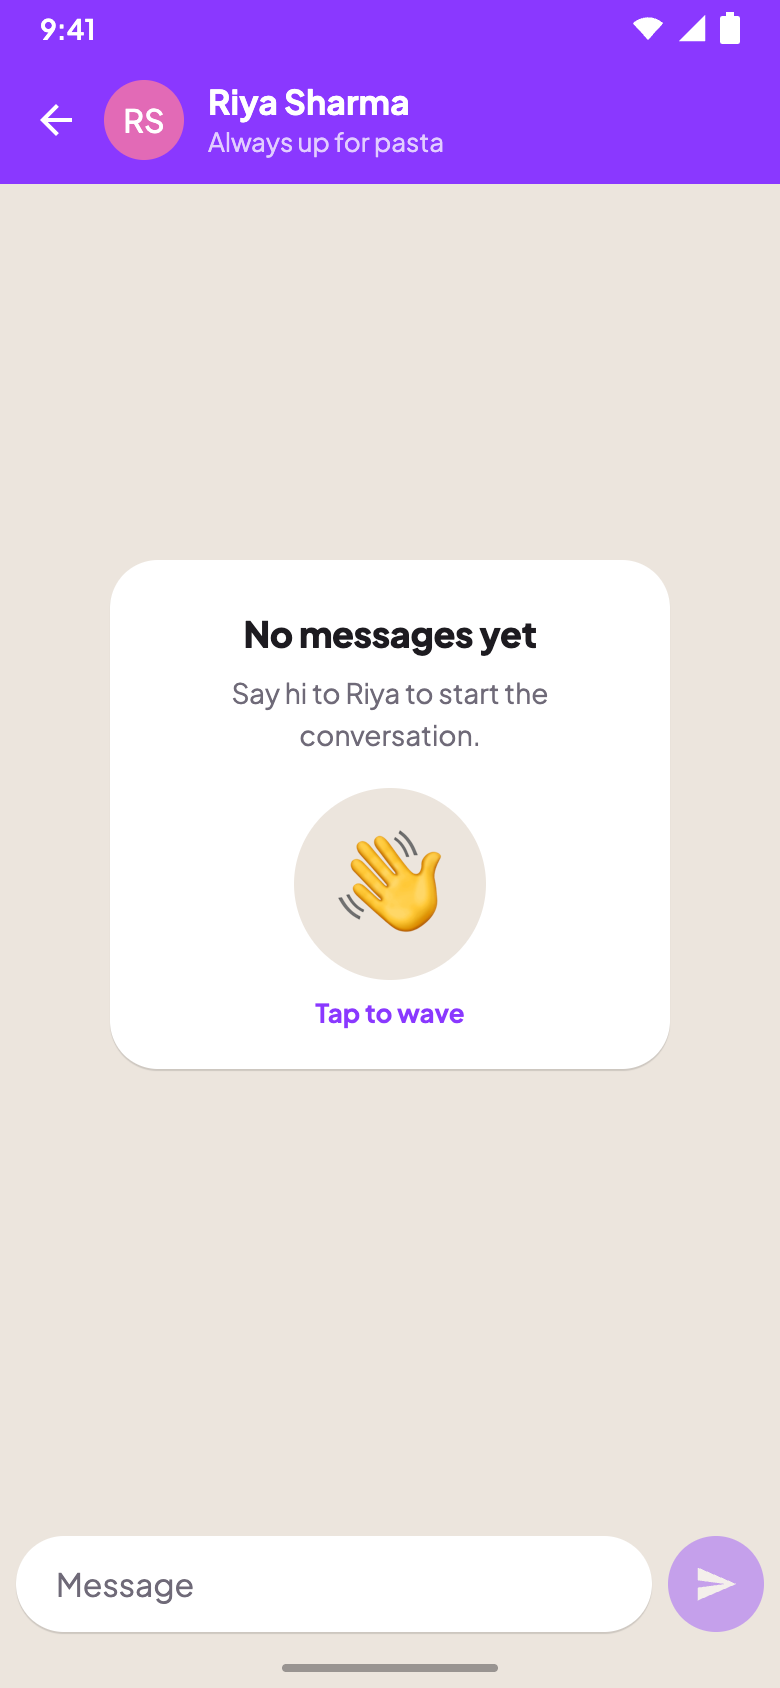 9:41
RS
Riya Sharma
Always up for pasta
No messages yet
Say hi to Riya to start the
conversation.
Tap to wave
Message